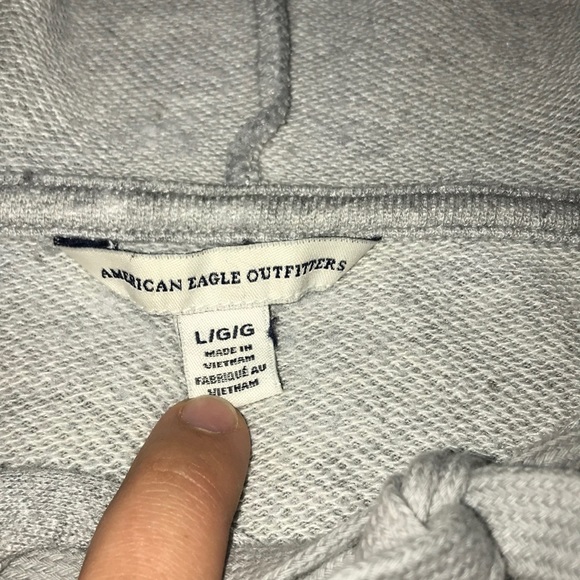 AMERICAN EAGLE OUTFITTERS
L/G/G
MADE IN
VIETNAM
FABRIQUÉ AU
VIETNAM